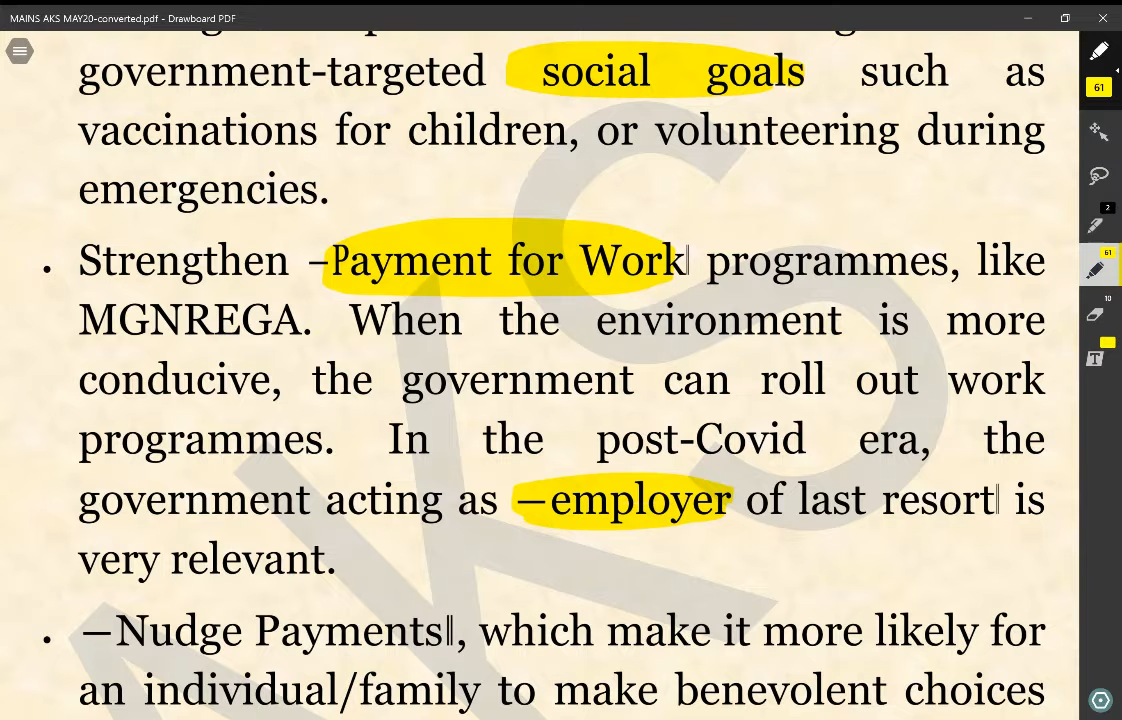 MAINS AKS MAY20-converted.pdf - Drawboard PDF
government-targeted social goals such as
61
vaccinations for children, or volunteering during
emergencies.
2
• Strengthen –Payment for Work‖ programmes, like
61
MGNREGA. When the environment is more
10
conducive, the government can roll out work
T
programmes. In the post-Covid era, the
government acting as ―employer of last resort‖ is
very relevant.
• ―Nudge Payments‖, which make it more likely for
an individual/family to make benevolent choices
AKS